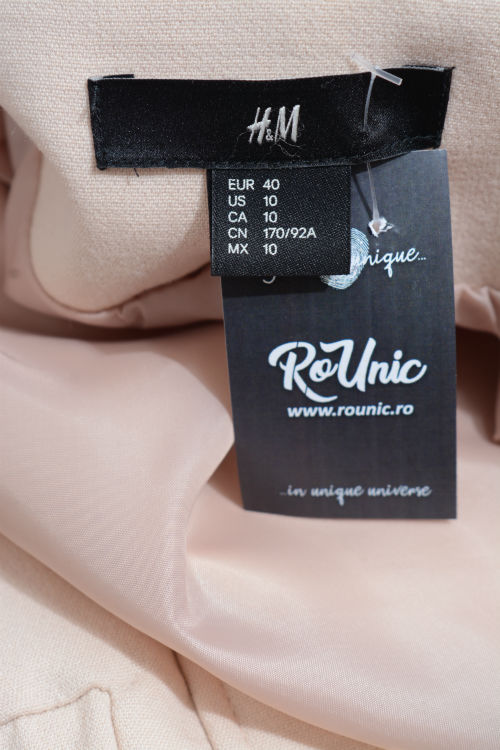 H&M
EUR 40
US 10
CA 10
CN 170/92A
MX 10
unique...
RoUnic
www.rounic.ro
...in unique universe